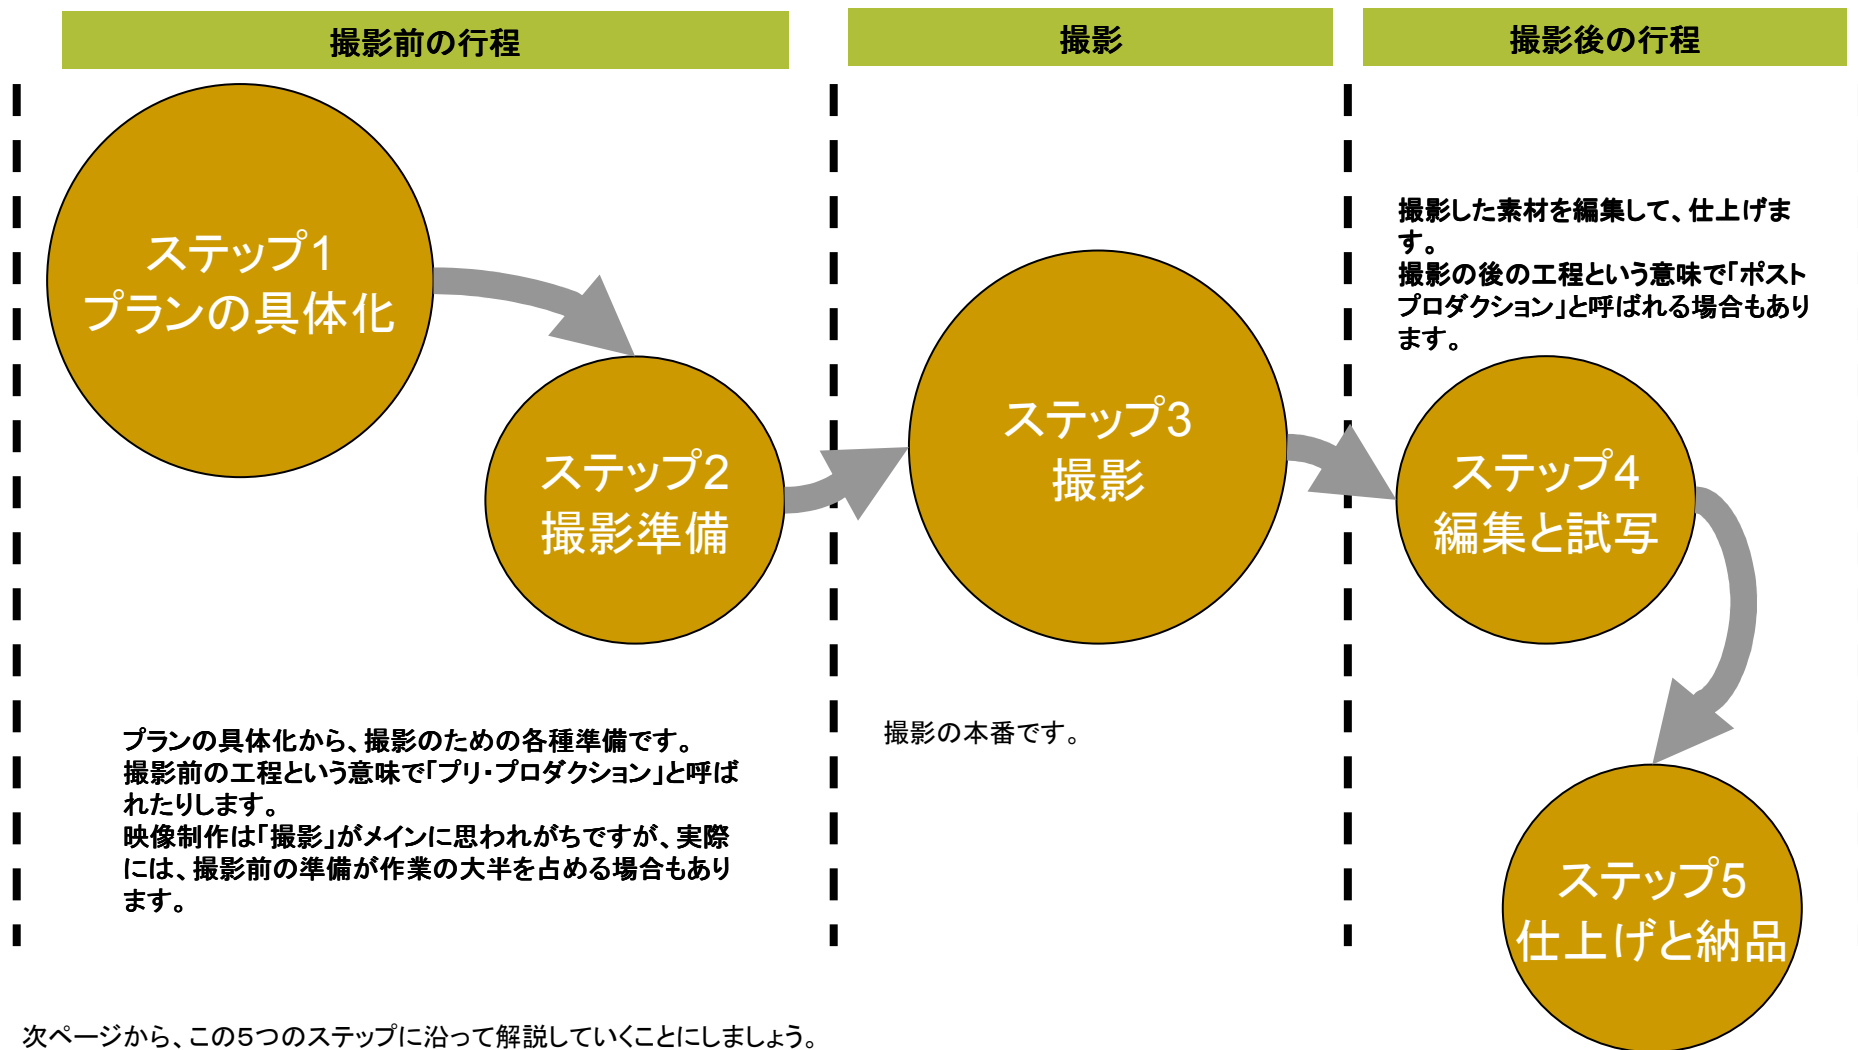 撮影前の行程
撮影
撮影後の行程
ステップ1
プランの具体化
ステップ2
撮影準備
プランの具体化から、撮影のための各種準備です。
撮影前の工程という意味で「プリ・プロダクション」と呼ば
れたりします。
映像制作は「撮影」がメインに思われがちですが、実際
には、撮影前の準備が作業の大半を占める場合もあり
ます。
ステップ3
撮影
撮影の本番です。
撮影した素材を編集して、仕上げま
す。
撮影の後の工程という意味で「ポスト
プロダクション」と呼ばれる場合もあり
ます。
ステップ4
編集と試写
ステップ5
仕上げと納品
次ページから、この5つのステップに沿って解説していくことにしましょう。